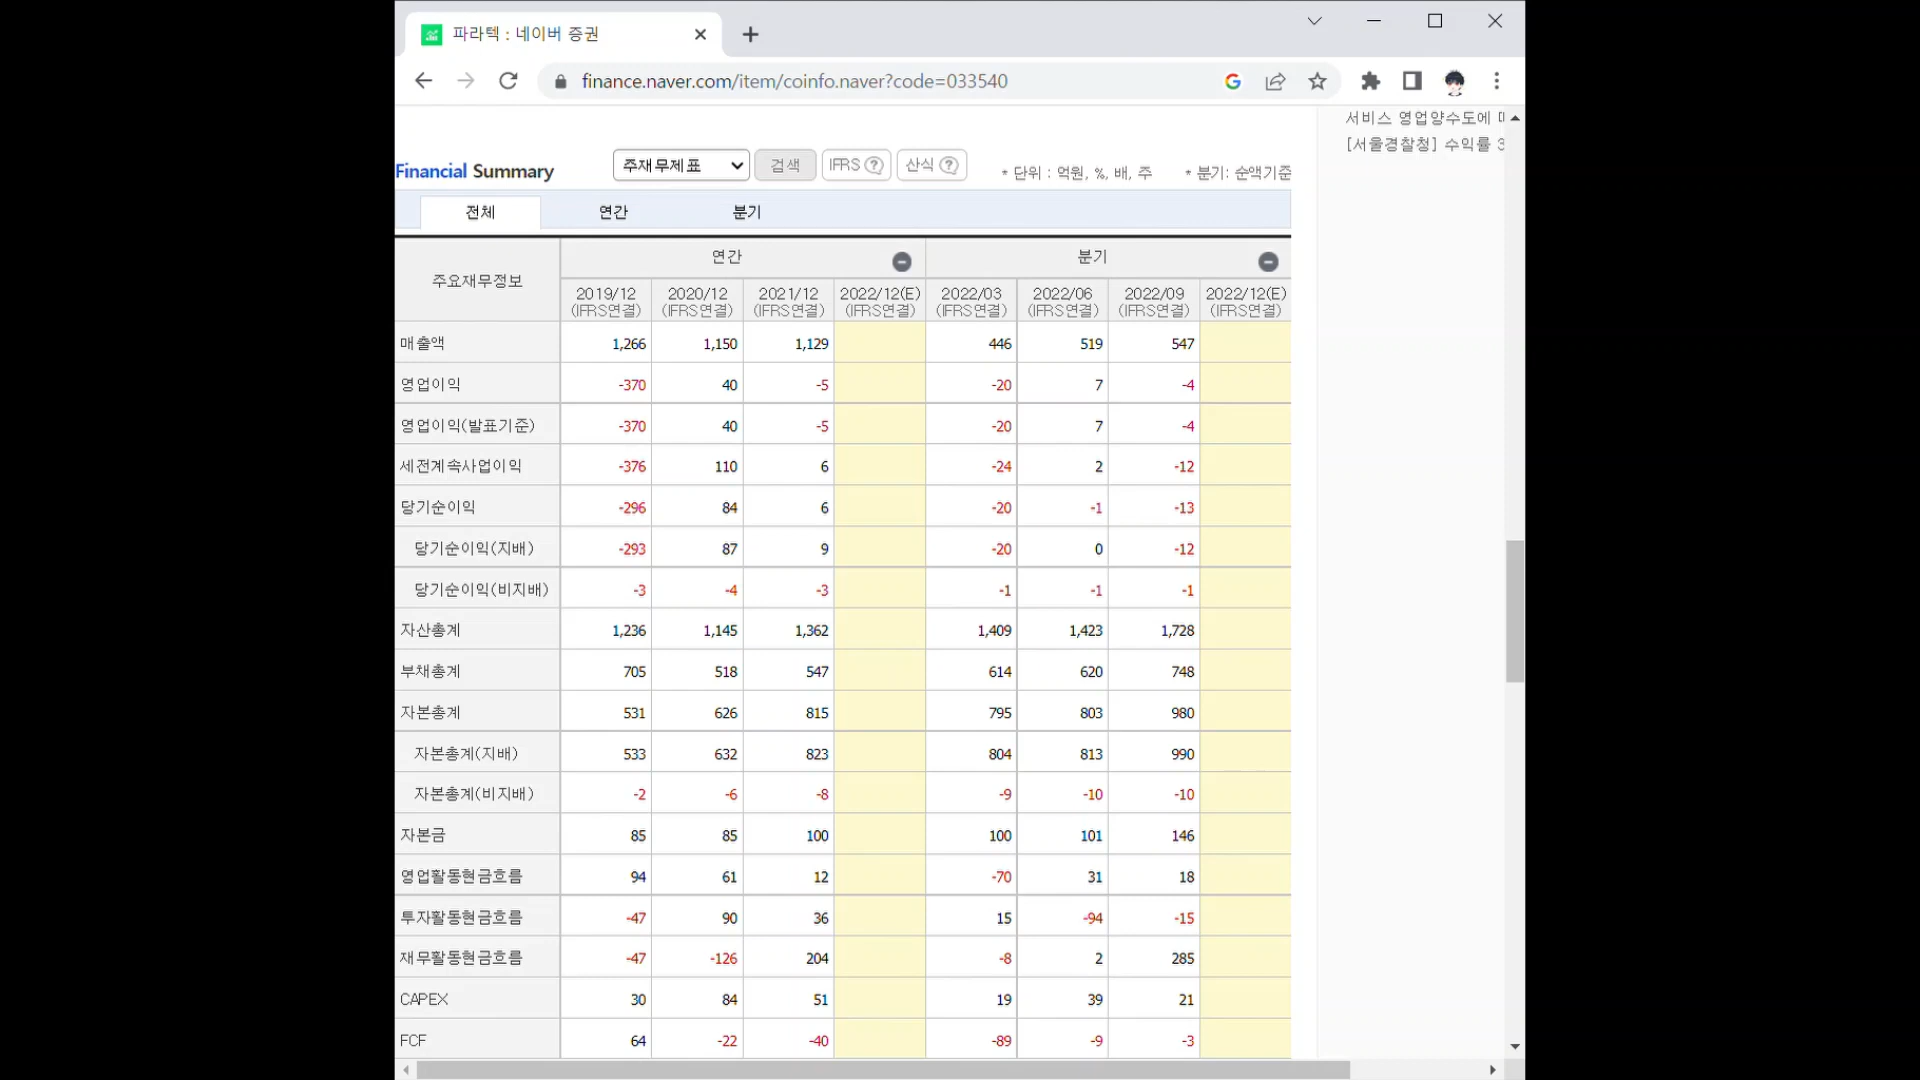 파라텍 : 네이버 증권
finance.naver.com/item/coinfo.naver?code=033540
서비스 영업양수도에
[서울경찰청] 수익률 3
Financial Summary 주재무제표 검색 IFRS ? 산식 ? * 단위 : 억원, %, 배, 주 * 분기: 순액기준
전체 연간 분기
주요재무정보 연간 분기
2019/12 2020/12 2021/12 2022/12(E) 2022/03 2022/06 2022/09 2022/12(E)
(IFRS연결) (IFRS연결) (IFRS연결) (IFRS연결) (IFRS연결) (IFRS연결) (IFRS연결) (IFRS연결)
매출액 1,266 1,150 1,129 446 519 547
영업이익 -370 40 -5 -20 7 -4
영업이익(발표기준) -370 40 -5 -20 7 -4
세전계속사업이익 -376 110 6 -24 2 -12
당기순이익 -296 84 6 -20 -1 -13
당기순이익(지배) -293 87 9 -20 0 -12
당기순이익(비지배) -3 -4 -3 -1 -1 -1
자산총계 1,236 1,145 1,362 1,409 1,423 1,728
부채총계 705 518 547 614 620 748
자본총계 531 626 815 795 803 980
자본총계(지배) 533 632 823 804 813 990
자본총계(비지배) -2 -6 -8 -9 -10 -10
자본금 85 85 100 100 101 146
영업활동현금흐름 94 61 12 -70 31 18
투자활동현금흐름 -47 90 36 15 -94 -15
재무활동현금흐름 -47 -126 204 -8 2 285
CAPEX 30 84 51 19 39 21
FCF 64 -22 -40 -89 -9 -3